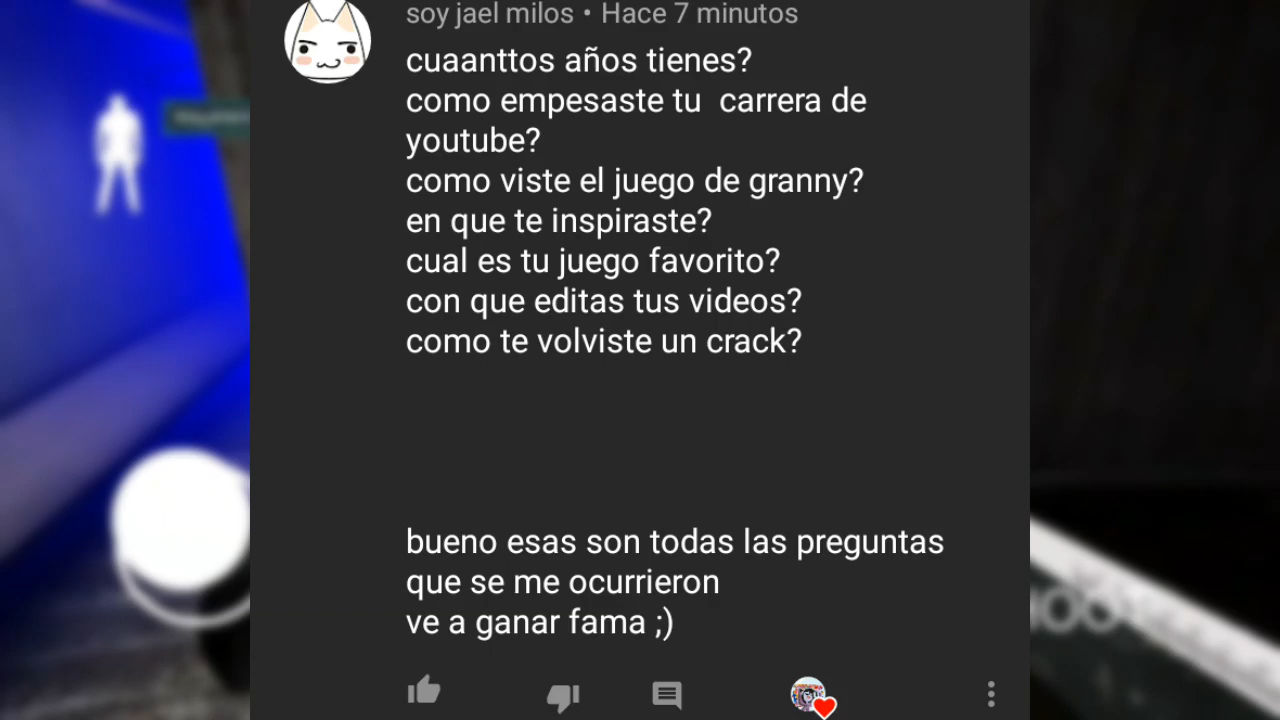 soy jael milos • Hace 7 minutos
cuaanttos años tienes?
como empesaste tu  carrera de
youtube?
como viste el juego de granny?
en que te inspiraste?
cual es tu juego favorito?
con que editas tus videos?
como te volviste un crack?
bueno esas son todas las preguntas
que se me ocurrieron
ve a ganar fama ;)